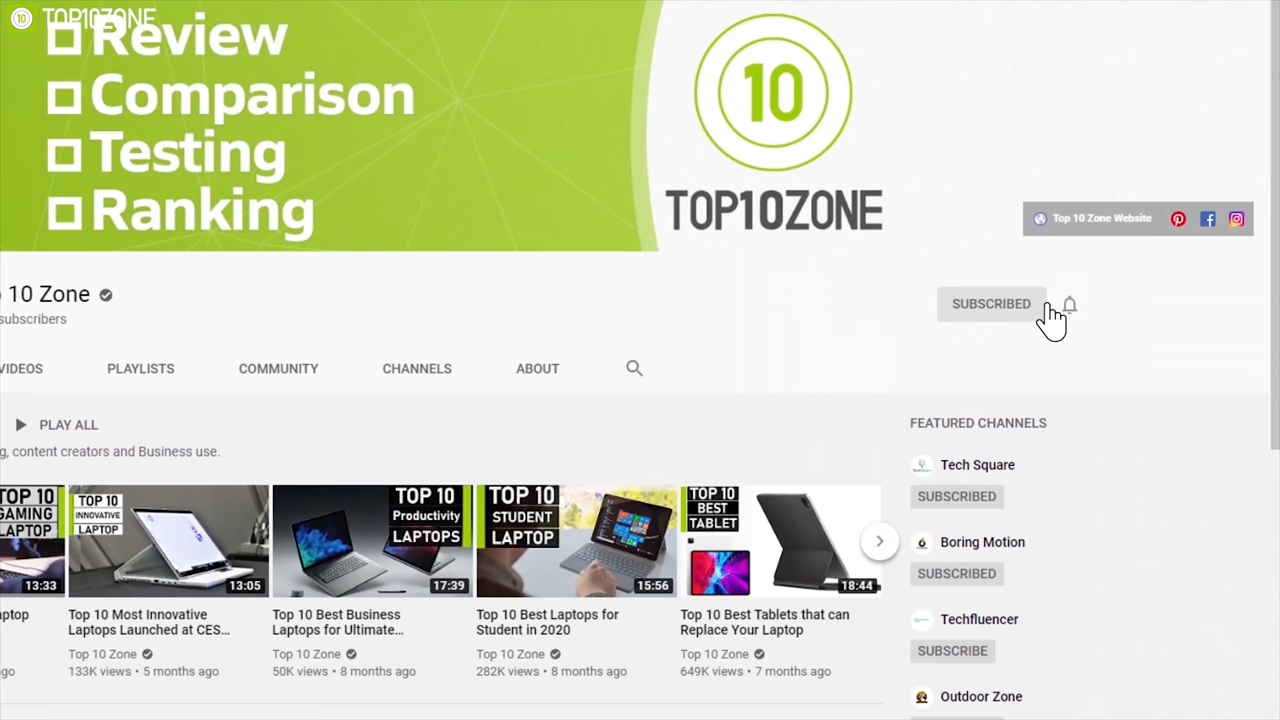 TOP10ZONE
Review
Comparison
Testing
Ranking
10
TOP10ZONE
Top 10 Zone Website
10 Zone
subscribers
SUBSCRIBED
VIDEOS
PLAYLISTS
COMMUNITY
CHANNELS
ABOUT
PLAY ALL
g, content creators and Business use.
FEATURED CHANNELS
Tech Square
SUBSCRIBED
Boring Motion
SUBSCRIBED
Techfluencer
SUBSCRIBE
Outdoor Zone
TOP 10
GAMING
LAPTOP
13:33
TOP 10
INNOVATIVE
LAPTOP
13:05
Top 10 Most Innovative
Laptops Launched at CES...
Top 10 Zone
133K views • 5 months ago
TOP 10
Productivity
LAPTOPS
17:39
Top 10 Best Business
Laptops for Ultimate...
Top 10 Zone
50K views • 8 months ago
TOP 10
STUDENT
LAPTOP
15:56
Top 10 Best Laptops for
Student in 2020
Top 10 Zone
282K views • 8 months ago
TOP 10
BEST
TABLET
18:44
Top 10 Best Tablets that can
Replace Your Laptop
Top 10 Zone
649K views • 7 months ago